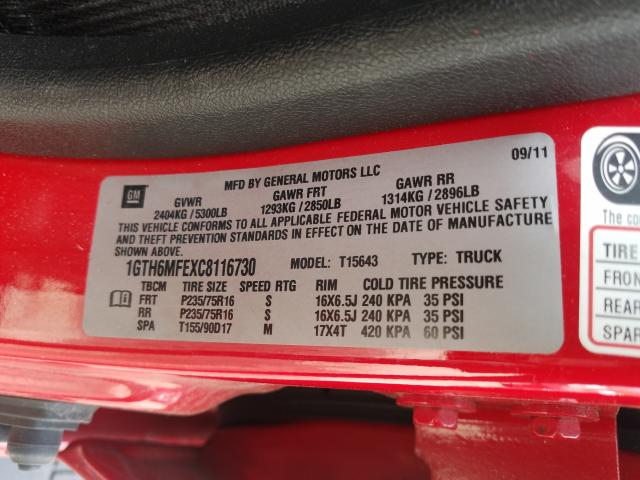 09/11
GM
MFD BY GENERAL MOTORS LLC
GVWR GAWR FRT GAWR RR
2404KG / 5300LB 1293KG / 2850LB 1314KG / 2896LB
THIS VEHICLE CONFORMS TO ALL APPLICABLE FEDERAL MOTOR VEHICLE SAFETY
AND THEFT PREVENTION STANDARDS IN EFFECT ON THE DATE OF MANUFACTURE
SHOWN ABOVE.
1GTH6MFEXC8116730 MODEL: T15643 TYPE: TRUCK
TBCM TIRE SIZE SPEED RTG RIM COLD TIRE PRESSURE
FRT P235/75R16 S 16X6.5J 240 KPA 35 PSI
RR P235/75R16 S 16X6.5J 240 KPA 35 PSI
SPA T155/90D17 M 17X4T 420 KPA 60 PSI
The co
TIRE
FRON
REAR
SPAR